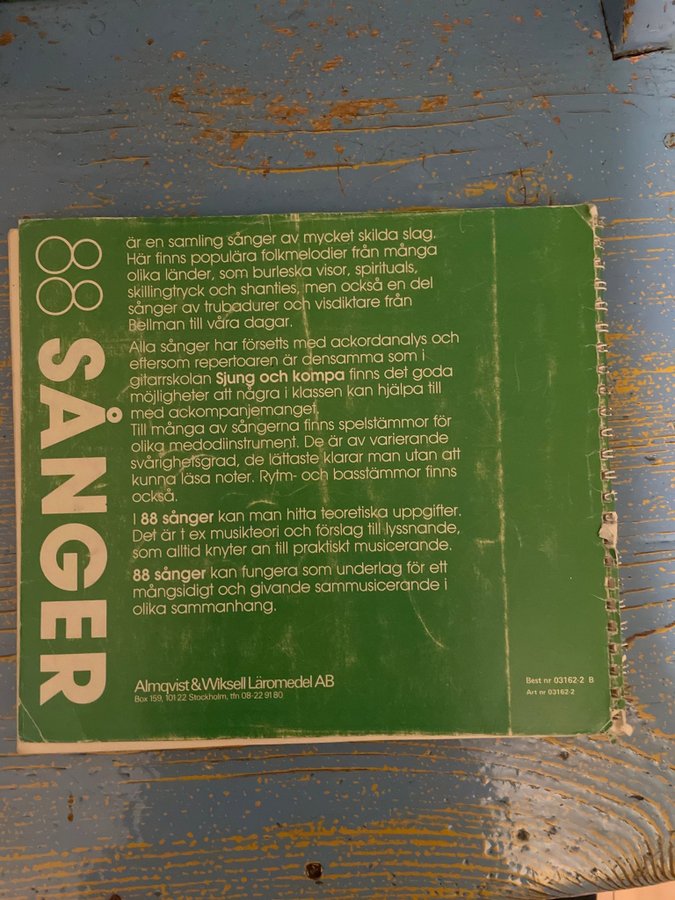 88 SÅNGER
är en samling sånger av mycket skilda slag.
Här finns populära folkmelodier från många
olika länder, som burleska visor, spirituals,
skillingtryck och shanties, men också en del
sånger av trubadurer och visdiktare från
Bellman till våra dagar.
Alla sånger har försetts med ackordanalys och
eftersom repertoaren är densamma som i
gitarrskolan Sjung och kompa finns det goda
möjligheter att några i klassen kan hjälpa till
med ackompanjemanget.
Till många av sångerna finns spelstämmor för
olika medodiinstrument. De är av varierande
svårighetsgrad, de lättaste klarar man utan att
kunna läsa noter. Rytm- och basstämmor finns
också.
I 88 sånger kan man hitta teoretiska uppgifter.
Det är t ex musikteori och förslag till lyssnande,
som alltid knyter an till praktiskt musicerande.
88 sånger kan fungera som underlag för ett
mångsidigt och givande sammusicerande i
olika sammanhang.
Almqvist & Wiksell Läromedel AB
Box 159, 101 22 Stockholm, tfn 08-22 91 80
Best nr 03162-2 B
Art nr 03162-2